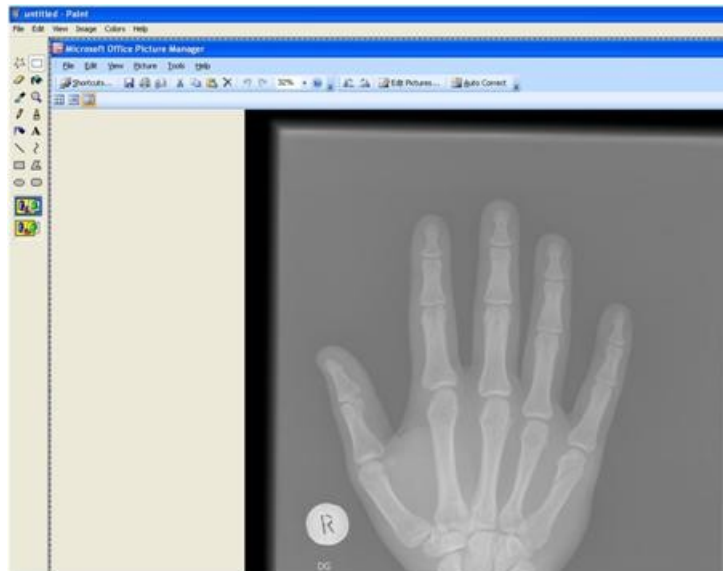 untitled - Paint
File Edit View Image Colors Help
Microsoft Office Picture Manager
File Edit View Picture Tools Help
Shortcuts... 32% Edit Pictures... Auto Correct
R
DG